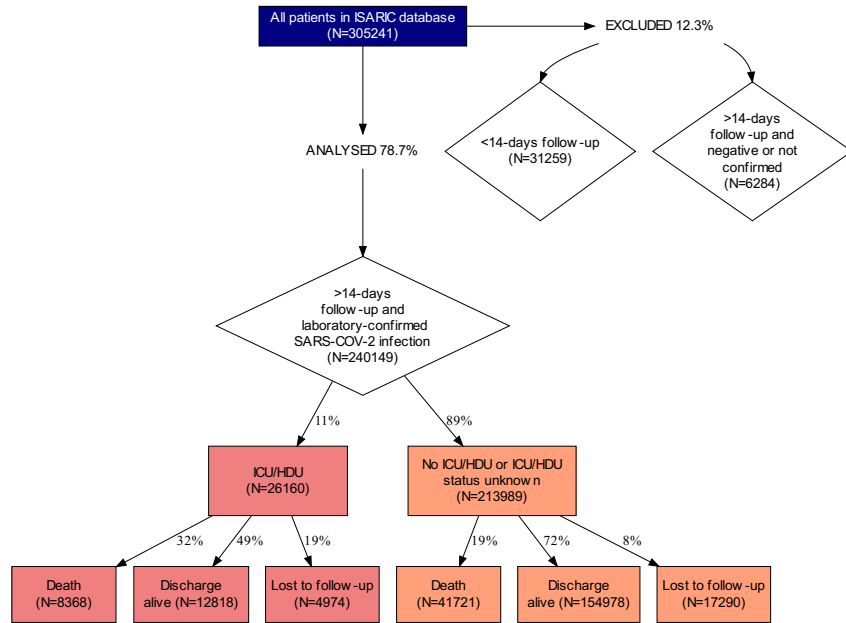 All patients in ISARIC database
(N=305241)
EXCLUDED 12.3%
<14-days follow-up
(N=31259)
>14-days
follow-up and
negative or not
confirmed
(N=6284)
ANALYSED 78.7%
>14-days
follow-up and
laboratory-confirmed
SARS-COV-2 infection
(N=240149)
11%
89%
ICU/HDU
(N=26160)
No ICU/HDU or ICU/HDU
status unknown
(N=213989)
32%
49%
19%
19%
72%
8%
Death
(N=8368)
Discharge
alive (N=12818)
Lost to follow-up
(N=4974)
Death
(N=41721)
Discharge
alive (N=154978)
Lost to follow-up
(N=17290)